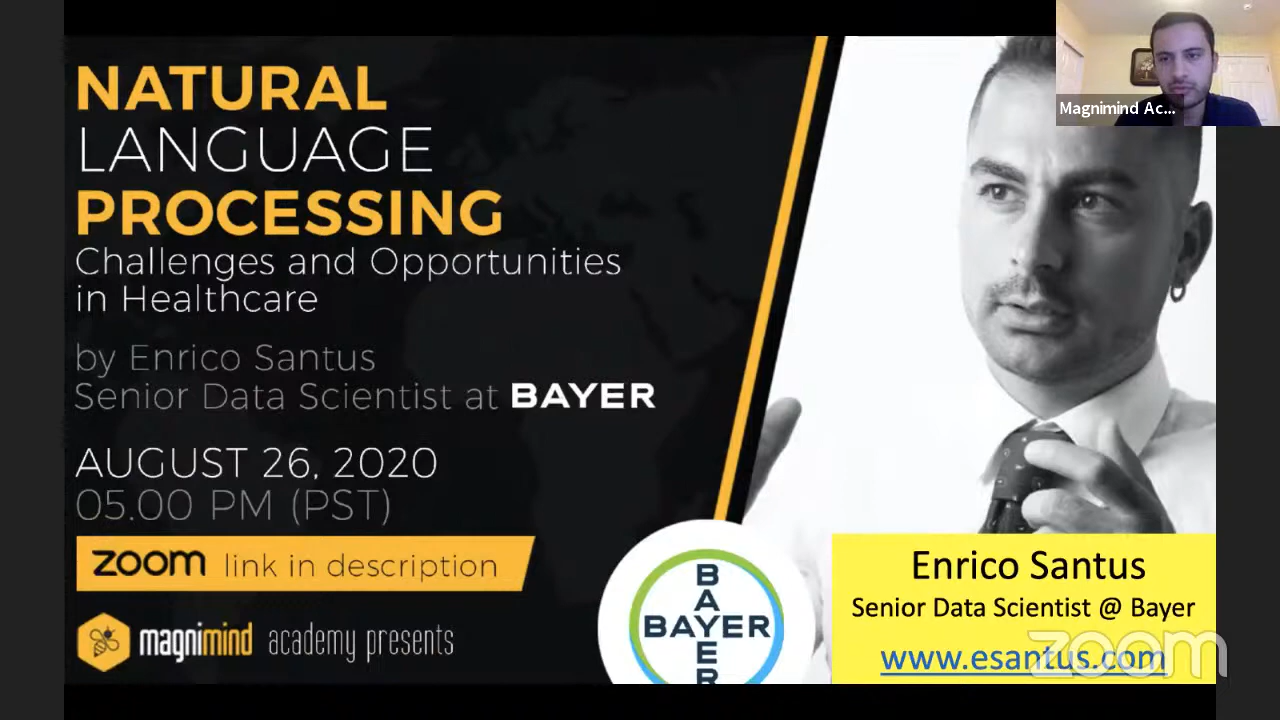 NATURAL
LANGUAGE
PROCESSING
Challenges and Opportunities
in Healthcare
by Enrico Santus
Senior Data Scientist at BAYER
AUGUST 26, 2020
05.00 PM (PST)
zoom link in description
magnimind academy presents
BAYER
BAYER
Enrico Santus
Senior Data Scientist @ Bayer
www.esantus.com
zoom
Magnimind Ac...